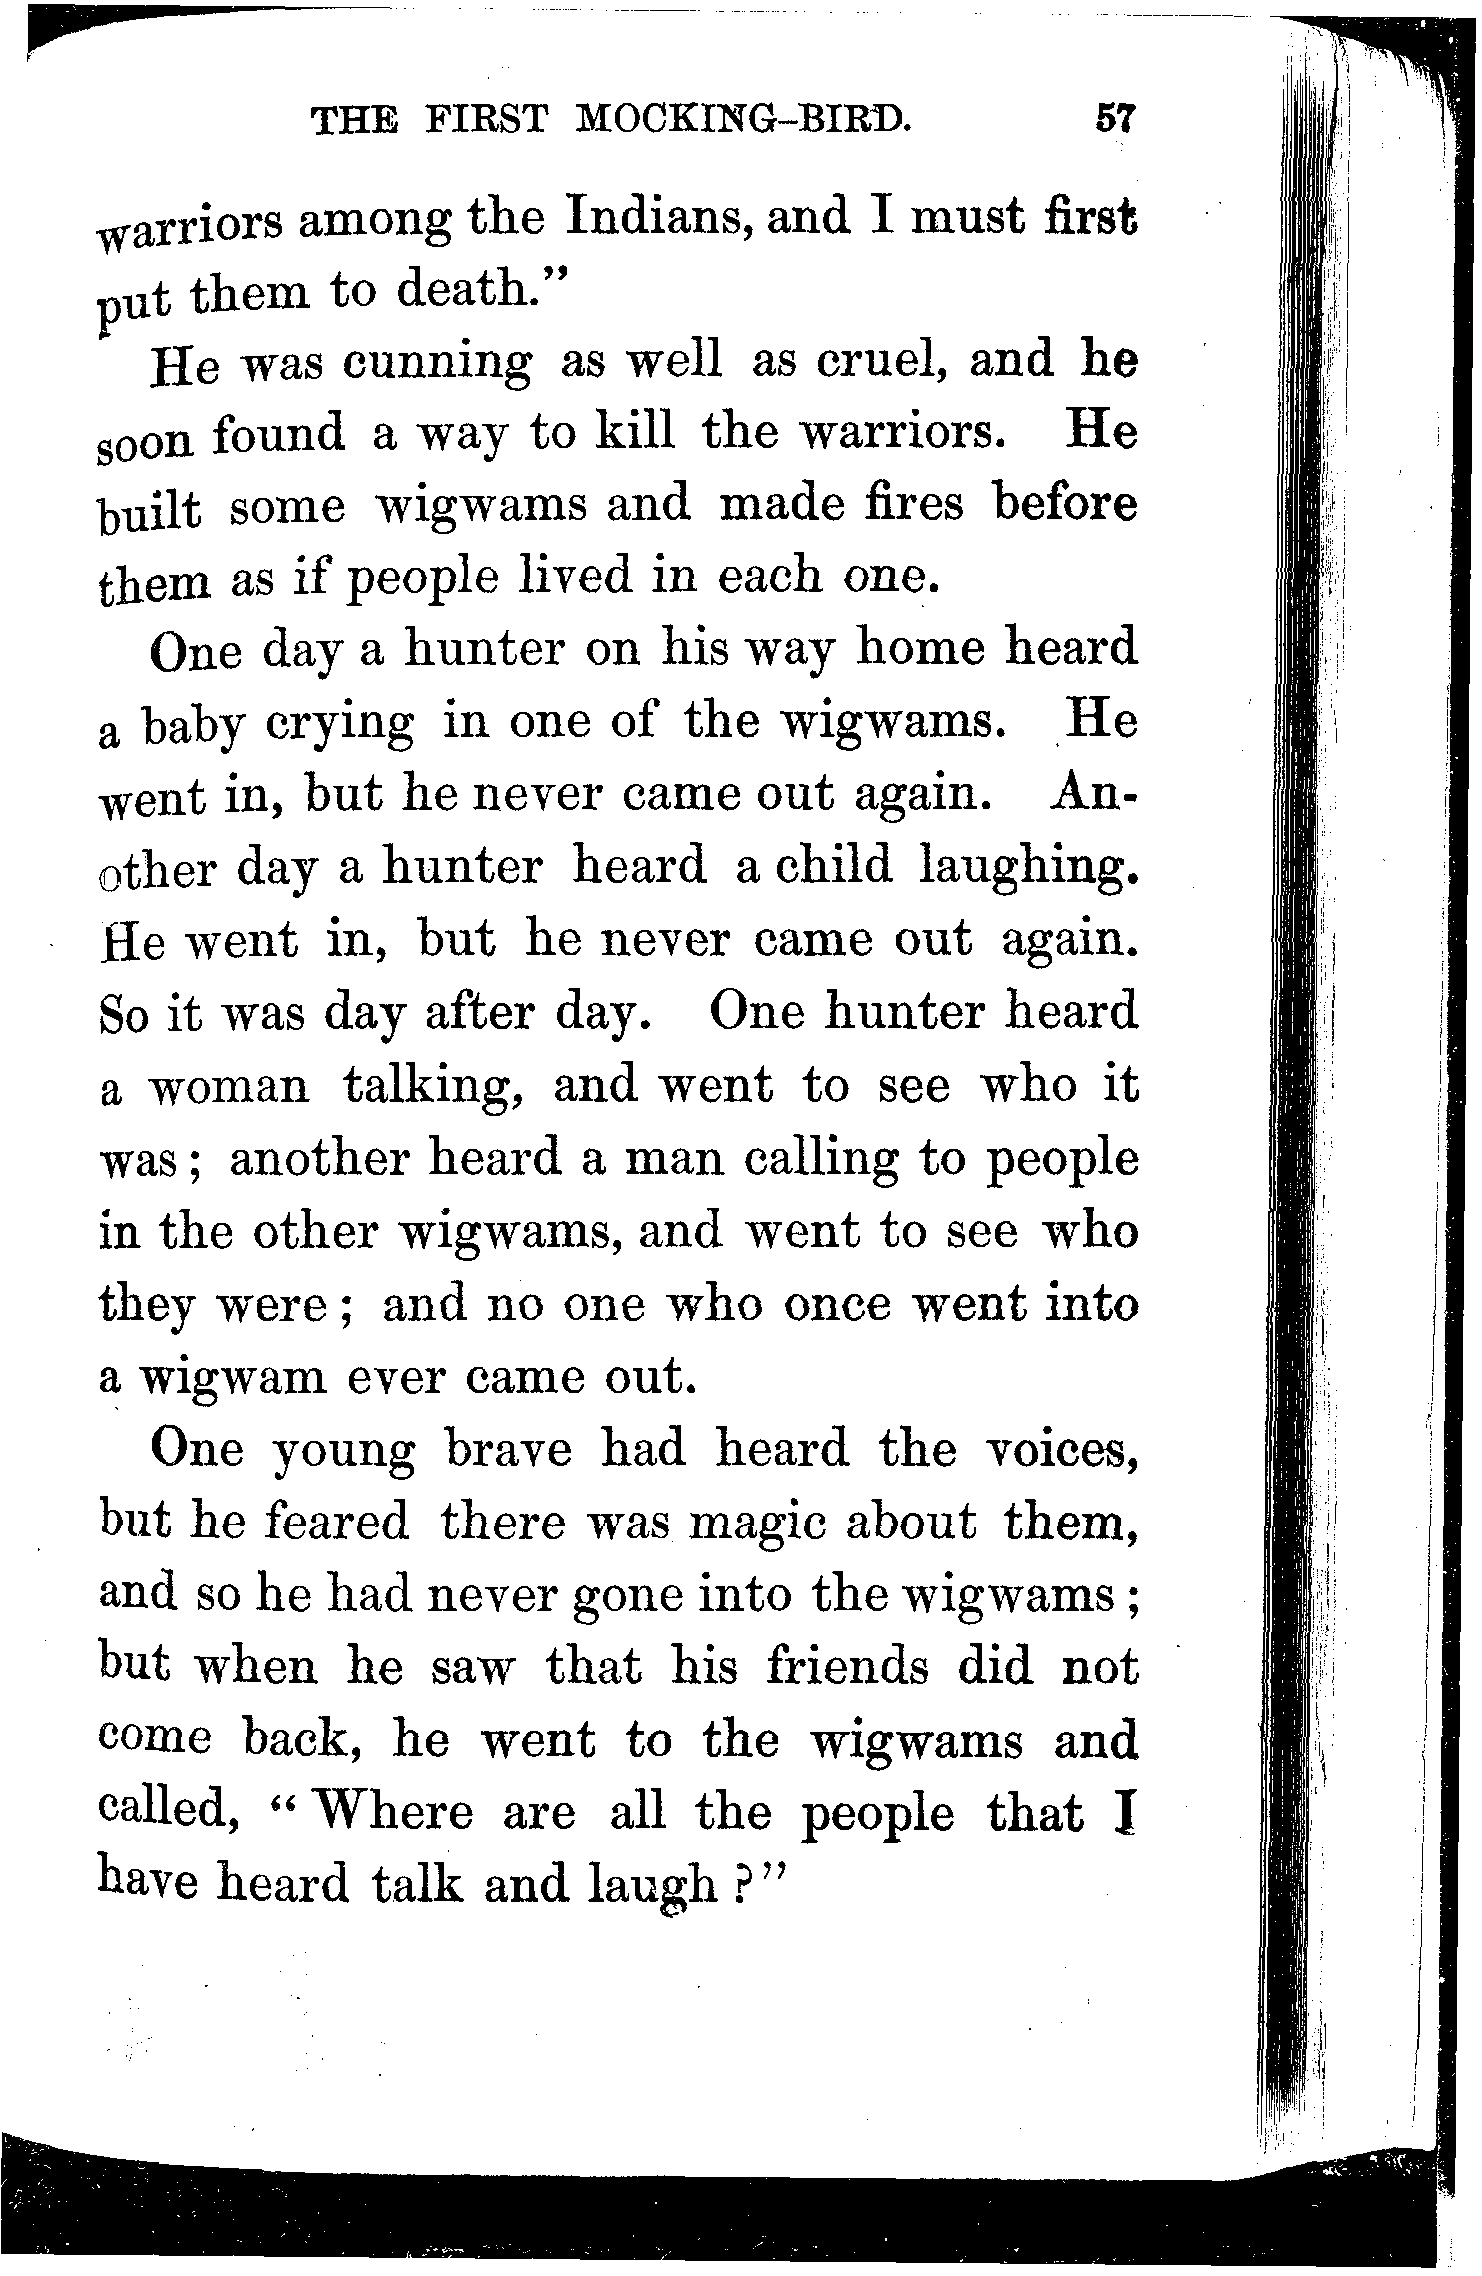 THE FIRST MOCKING-BIRD. 57
warriors among the Indians, and I must first
put them to death."
He was cunning as well as cruel, and he
soon found a way to kill the warriors. He
built some wigwams and made fires before
them as if people lived in each one.
One day a hunter on his way home heard
a baby crying in one of the wigwams. He
went in, but he never came out again. An-
other day a hunter heard a child laughing.
He went in, but he never came out again.
So it was day after day. One hunter heard
a woman talking, and went to see who it
was; another heard a man calling to people
in the other wigwams, and went to see who
they were; and no one who once went into
a wigwam ever came out.
One young brave had heard the voices,
but he feared there was magic about them,
and so he had never gone into the wigwams;
but when he saw that his friends did not
come back, he went to the wigwams and
called, "Where are all the people that I
have heard talk and laugh?"